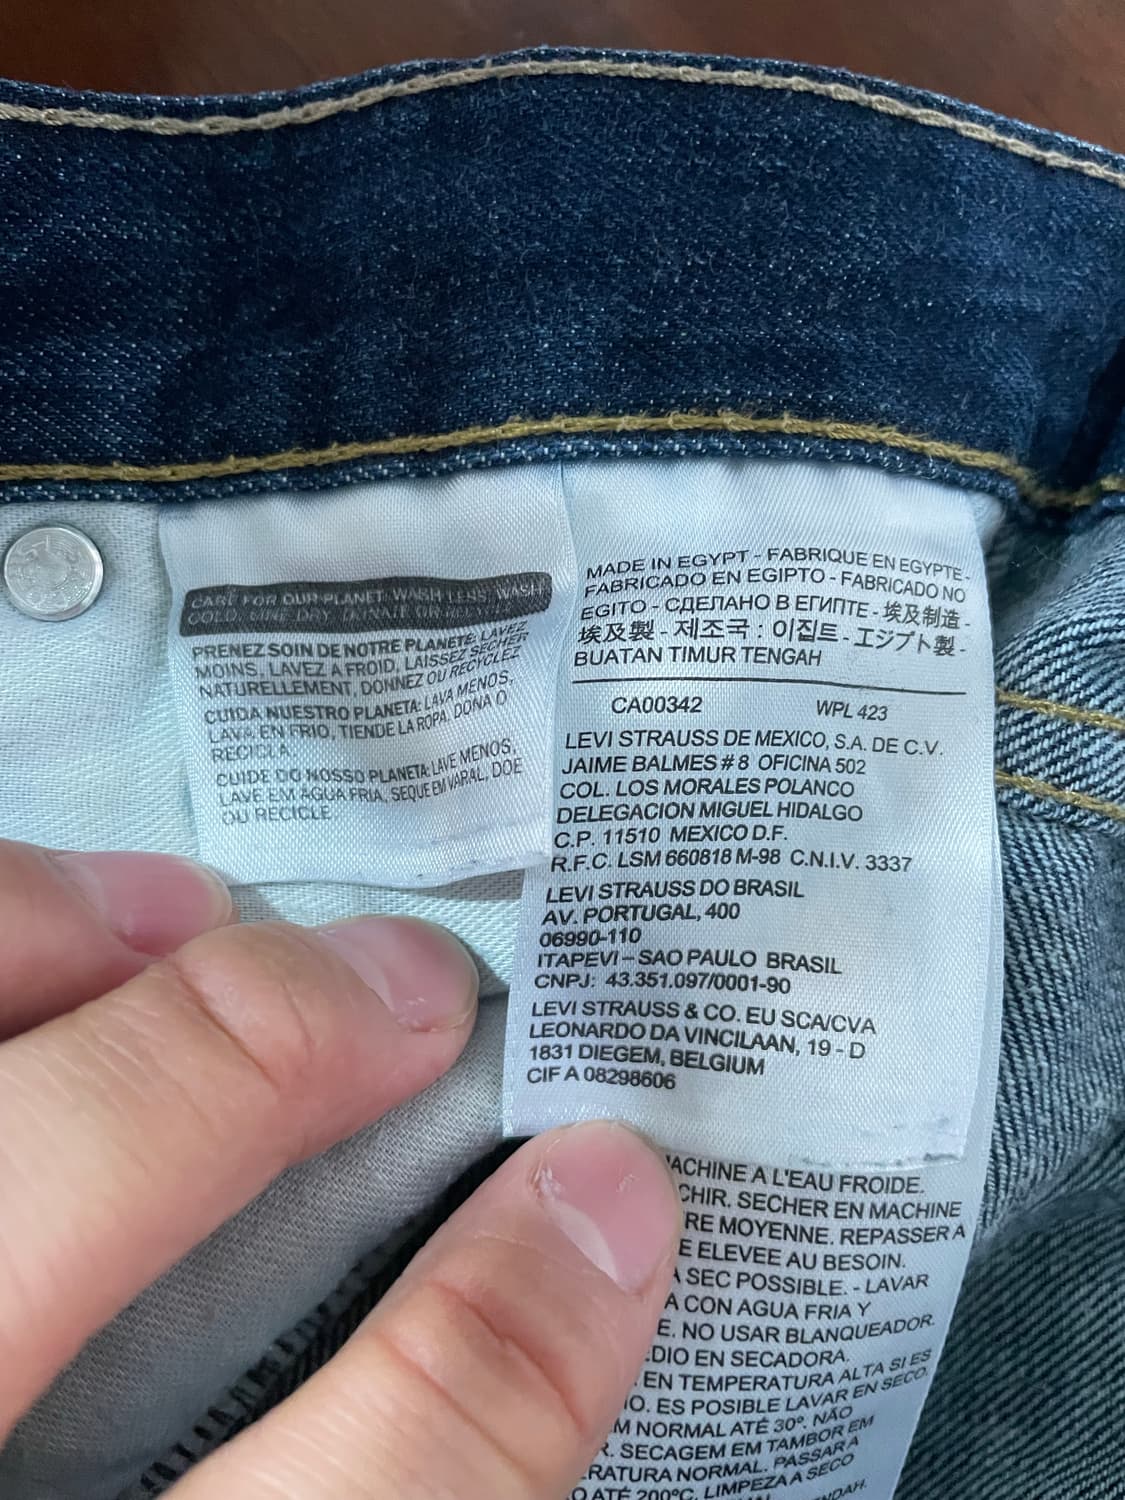 CARE FOR OUR PLANET: WASH LESS, WASH
COLD, LINE DRY, DONATE OR RECYCLE.
PRENEZ SOIN DE NOTRE PLANETE: LAVEZ
MOINS, LAVEZ A FROID, LAISSEZ SECHER
NATURELLEMENT, DONNEZ OU RECYCLEZ
CUIDA NUESTRO PLANETA: LAVA MENOS,
LAVA EN FRIO, TIENDE LA ROPA, DONA O
RECICLA.
CUIDE DO NOSSO PLANETA: LAVE MENOS,
LAVE EM AGUA FRIA, SEQUE EM VARAL, DOE
OU RECICLE.
MADE IN EGYPT - FABRIQUE EN EGYPTE -
FABRICADO EN EGIPTO - FABRICADO NO
EGITO - СДЕЛАНО В ЕГИПТЕ - 埃及制造 -
埃及製 - 제조국 : 이집트 - エジプト製 -
BUATAN TIMUR TENGAH
CA00342 WPL 423
LEVI STRAUSS DE MEXICO, S.A. DE C.V.
JAIME BALMES # 8 OFICINA 502
COL. LOS MORALES POLANCO
DELEGACION MIGUEL HIDALGO
C.P. 11510 MEXICO D.F.
R.F.C. LSM 660818 M-98 C.N.I.V. 3337
LEVI STRAUSS DO BRASIL
AV. PORTUGAL, 400
06990-110
ITAPEVI – SAO PAULO BRASIL
CNPJ: 43.351.097/0001-90
LEVI STRAUSS & CO. EU SCA/CVA
LEONARDO DA VINCILAAN, 19 - D
1831 DIEGEM, BELGIUM
CIF A 08298606
MACHINE A L'EAU FROIDE.
CHIR. SECHER EN MACHINE
RE MOYENNE. REPASSER A
E ELEVEE AU BESOIN.
A SEC POSSIBLE. - LAVAR
A CON AGUA FRIA Y
E. NO USAR BLANQUEADOR.
DIO EN SECADORA.
EN TEMPERATURA ALTA SI ES
IO. ES POSIBLE LAVAR EN SECO.
M NORMAL ATÉ 30º. NÃO
R. SECAGEM EM TAMBOR EM
RATURA NORMAL. PASSAR A
O ATÉ 200ºC. LIMPEZA A SECO